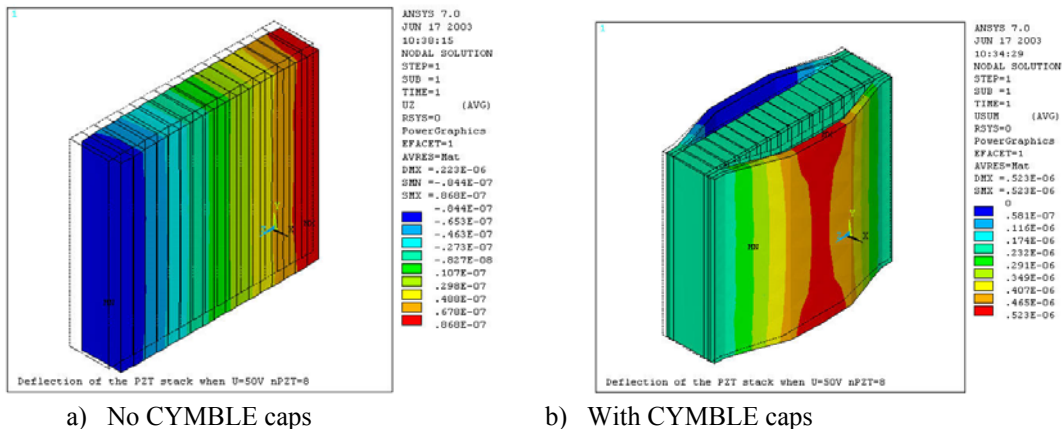 1
ANSYS 7.0
JUN 17 2003
10:38:15
NODAL SOLUTION
STEP=1
SUB =1
TIME=1
UZ (AVG)
RSYS=0
PowerGraphics
EFACET=1
AVRES=Mat
DMX =.223E-06
SMN =-.844E-07
SMX =.868E-07
-.844E-07
-.653E-07
-.463E-07
-.273E-07
-.827E-08
.107E-07
.298E-07
.488E-07
.678E-07
.868E-07
Y
Z
X
MX
MN
Deflection of the PZT stack when U=50V nPZT=8
a) No CYMBLE caps
1
ANSYS 7.0
JUN 17 2003
10:34:29
NODAL SOLUTION
STEP=1
SUB =1
TIME=1
USUM (AVG)
RSYS=0
PowerGraphics
EFACET=1
AVRES=Mat
DMX =.523E-06
SMX =.523E-06
0
.581E-07
.116E-06
.174E-06
.232E-06
.291E-06
.349E-06
.407E-06
.465E-06
.523E-06
Y
Z
X
MN
Deflection of the PZT stack when U=50V nPZT=8
b) With CYMBLE caps